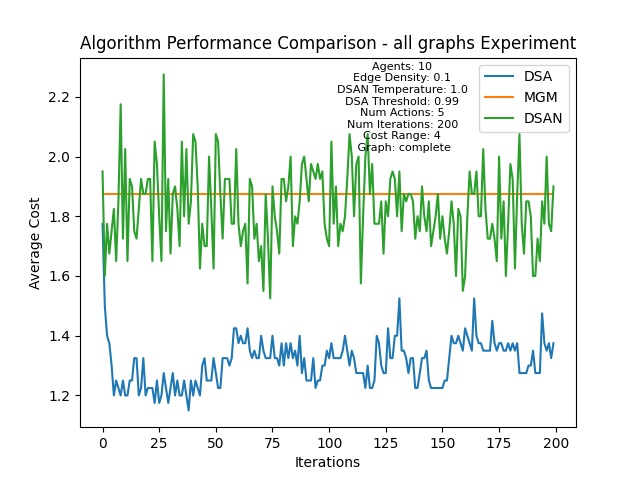 Algorithm Performance Comparison - all graphs Experiment
Agents: 10
Edge Density: 0.1
DSAN Temperature: 1.0
DSA Threshold: 0.99
Num Actions: 5
Num Iterations: 200
Cost Range: 4
Graph: complete
DSA
MGM
DSAN
Average Cost
2.2
2.0
1.8
1.6
1.4
1.2
0
25
50
75
100
125
150
175
200
Iterations